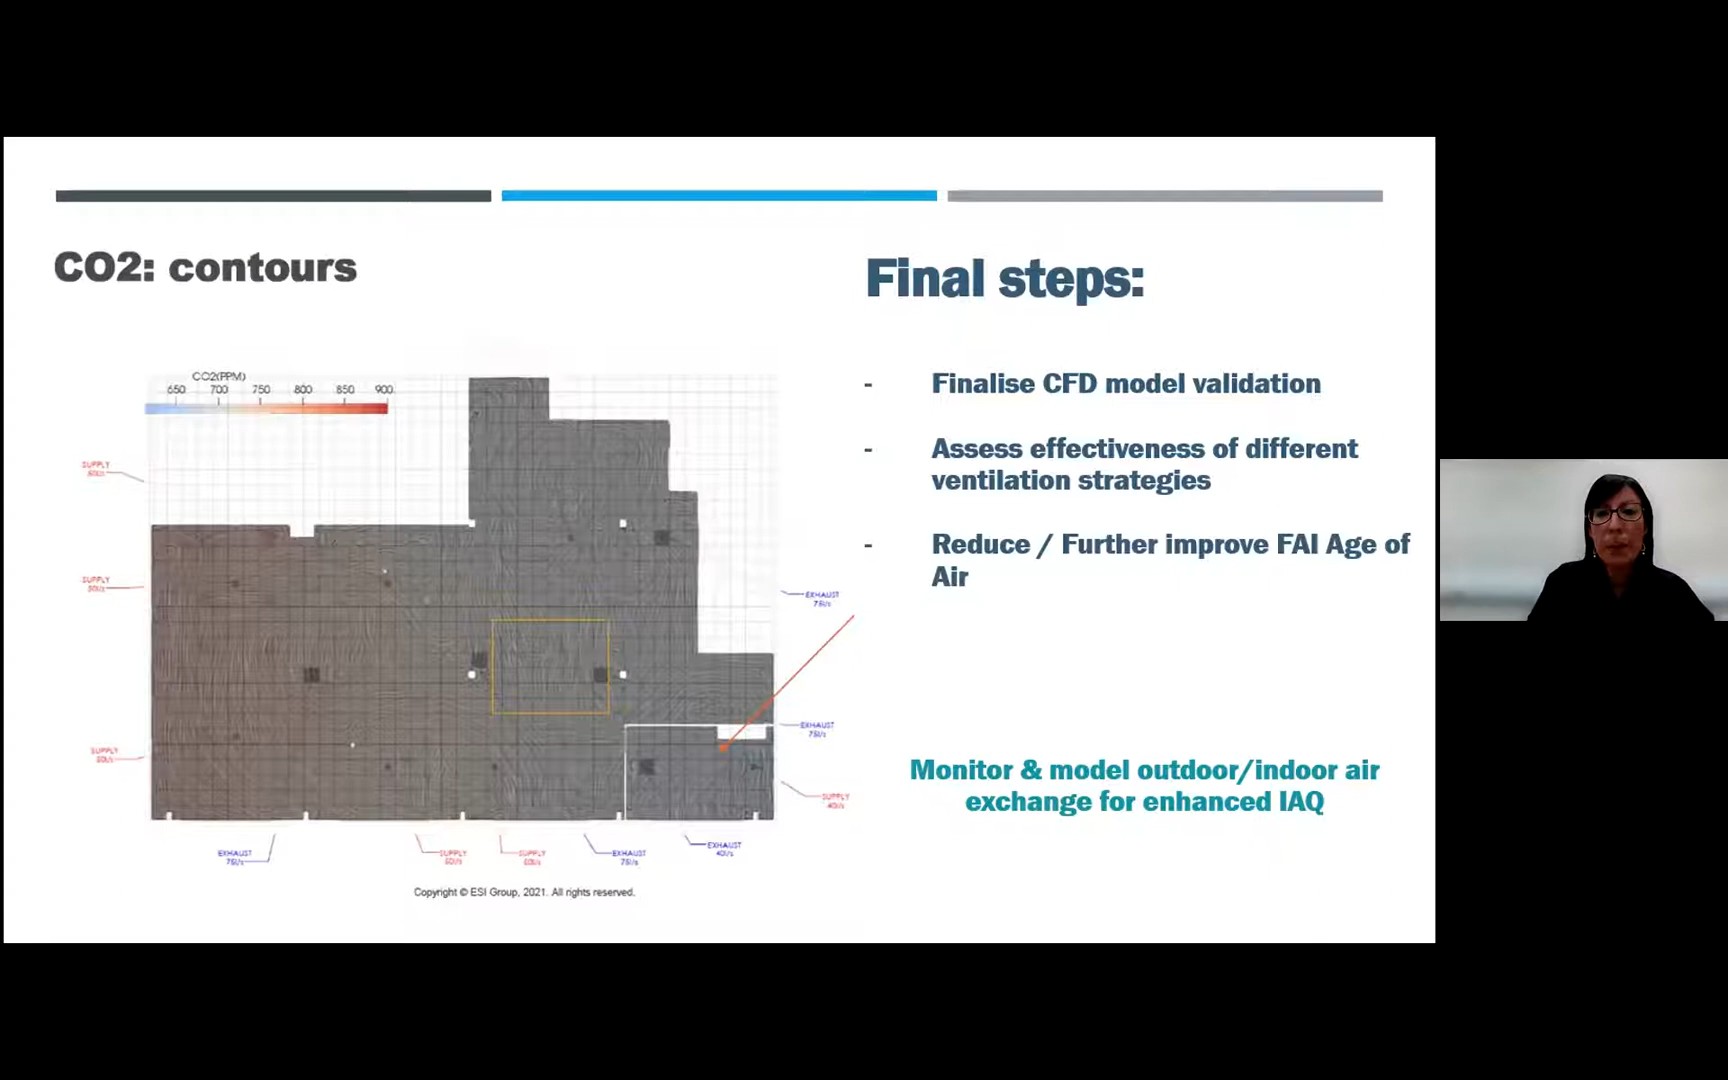 CO2: contours
CO2(PPM)
650 700 750 800 850 900
SUPPLY
SUPPLY
SUPPLY
EXHAUST
75l/s
SUPPLY
50l/s
SUPPLY
50l/s
EXHAUST
75l/s
EXHAUST
40l/s
EXHAUST
75l/s
EXHAUST
75l/s
SUPPLY
40l/s
Copyright © ESI Group, 2021. All rights reserved.
Final steps:
- Finalise CFD model validation
- Assess effectiveness of different
ventilation strategies
- Reduce / Further improve FAI Age of
Air
Monitor & model outdoor/indoor air
exchange for enhanced IAQ